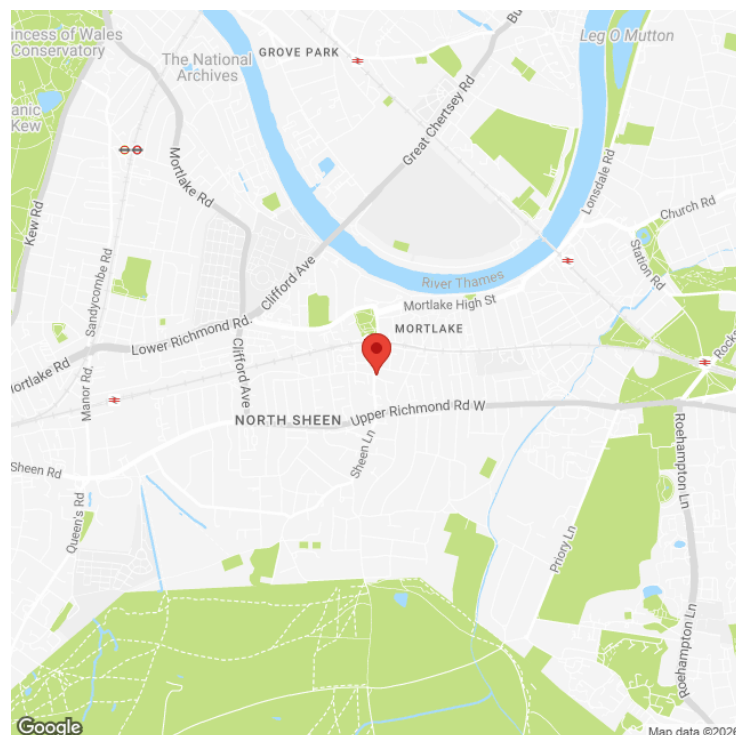 incess of Wales
Conservatory
The National
Archives
GROVE PARK
Leg O Mutton
anic
Kew
Great Chertsey Rd
Mortlake Rd
Lonsdale Rd
Church Rd
Kew Rd
Station Rd
Sandycombe Rd
Clifford Ave
River Thames
Mortlake High St
MORTLAKE
Lower Richmond Rd.
Clifford Ave
Rocks
ortlake Rd
Manor Rd.
NORTH SHEEN
Upper Richmond Rd W
Sheen Ln
Sheen Rd
Roehampton Ln
Queen's Rd
Priory Ln
Roehampton Ln
Google
Map data ©2026